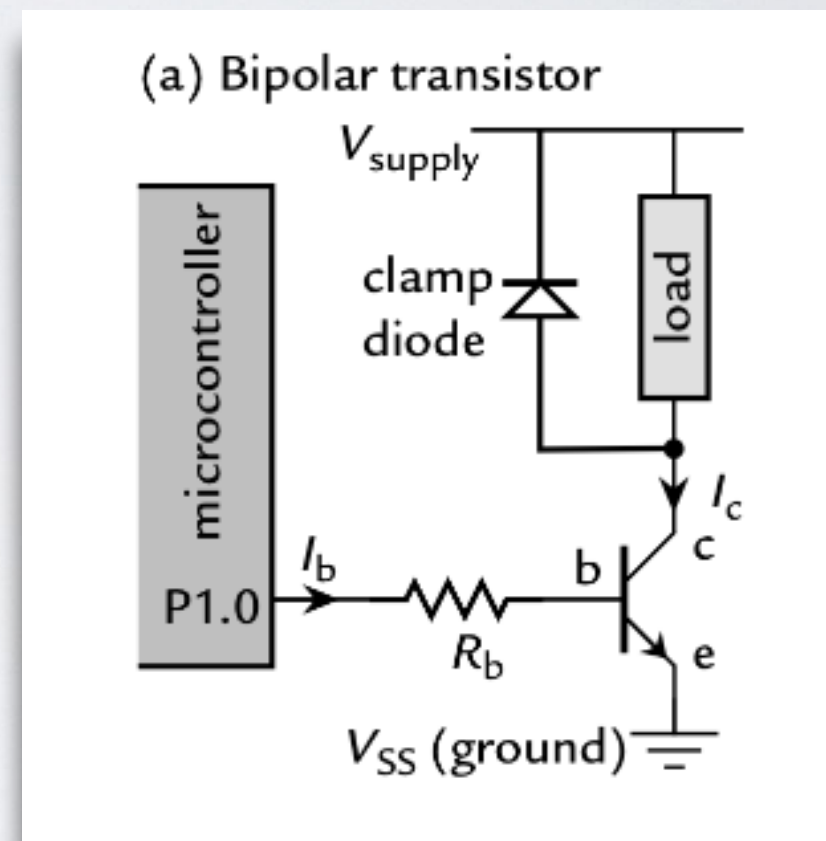 (a) Bipolar transistor
Vsupply
microcontroller
clamp
diode
load
Ic
c
Ib
b
P1.0
Rb
e
VSS (ground)